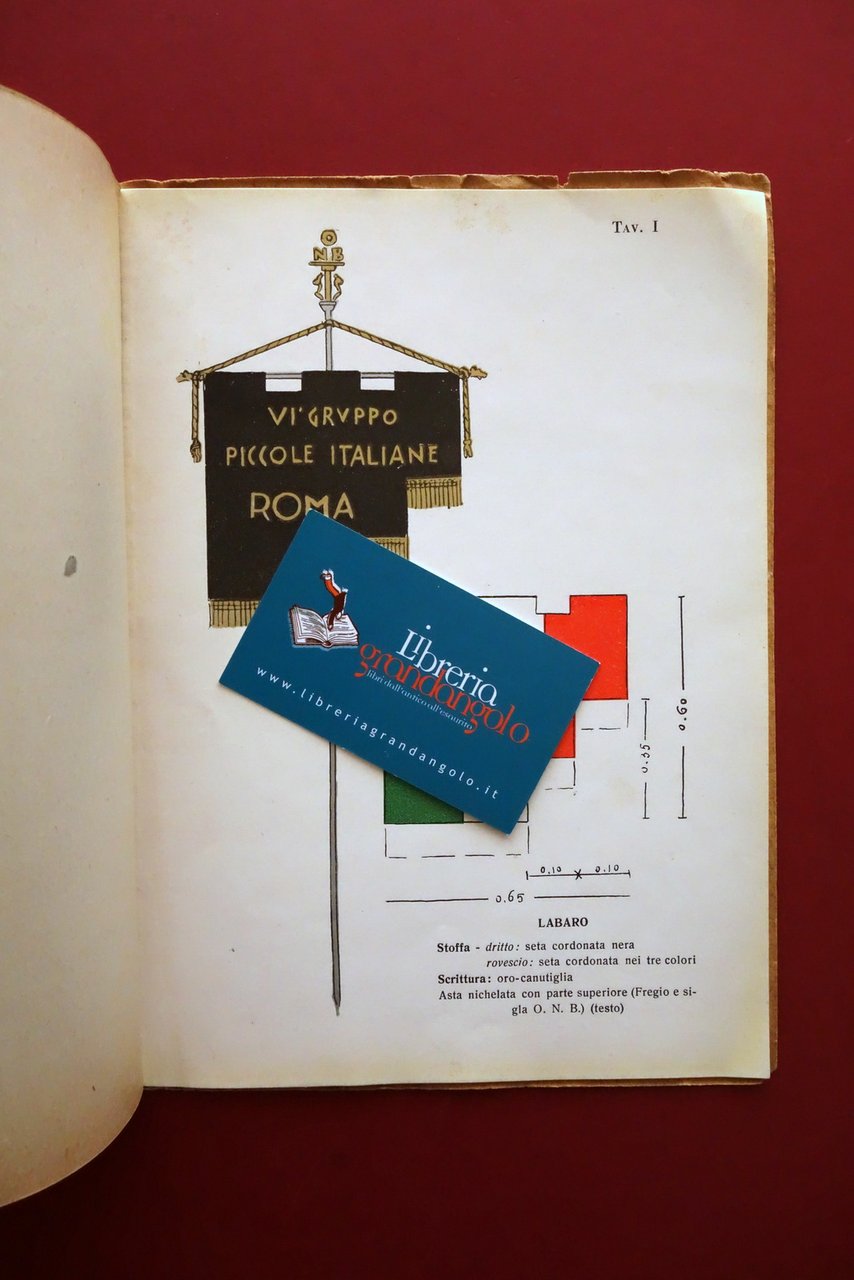 TAV. I
O
NB
VI° GRVPPO
PICCOLE ITALIANE
ROMA
Libreria
grandangolo
libri dall'antico all'esaurito
www.libreriagrandangolo.it
0.35
0.60
0.10 0.10
0.65
LABARO
Stoffa - dritto: seta cordonata nera
rovescio: seta cordonata nei tre colori
Scrittura: oro-canutiglia
Asta nichelata con parte superiore (Fregio e si-
gla O. N. B.) (testo)